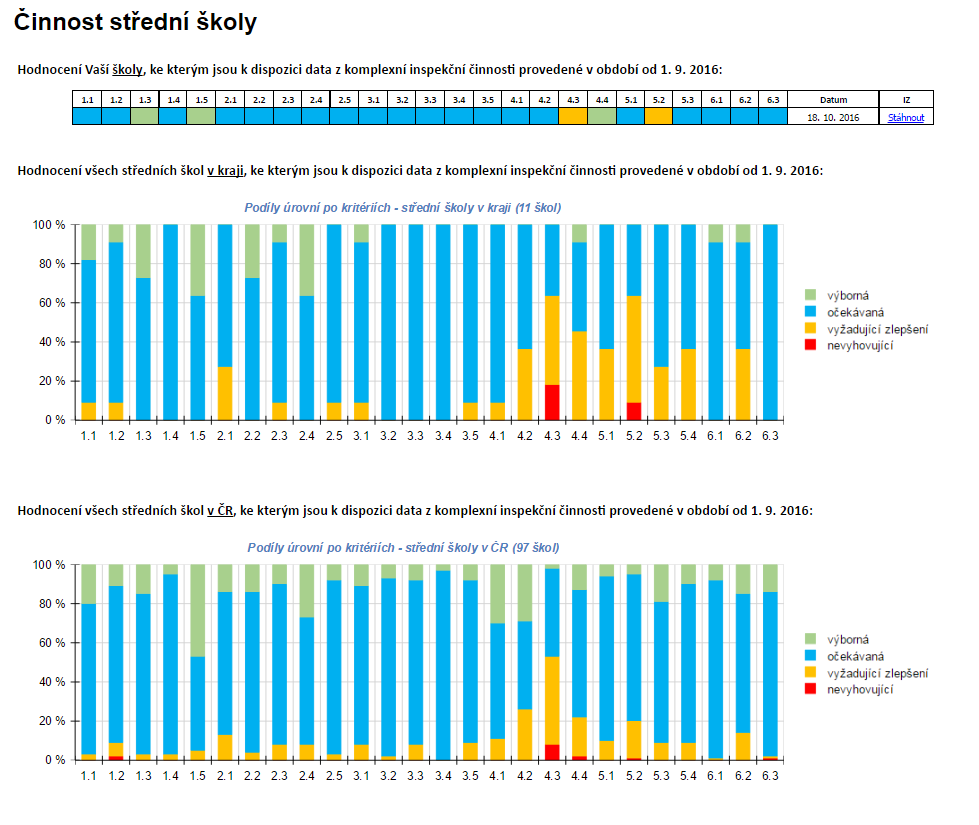 Činnost střední školy
Hodnocení Vaší školy, ke kterým jsou k dispozici data z komplexní inspekční činnosti provedené v období od 1. 9. 2016:
1.1 1.2 1.3 1.4 1.5 2.1 2.2 2.3 2.4 2.5 3.1 3.2 3.3 3.4 3.5 4.1 4.2 4.3 4.4 5.1 5.2 5.3 6.1 6.2 6.3 Datum IZ
18. 10. 2016 Stáhnout
Hodnocení všech středních škol v kraji, ke kterým jsou k dispozici data z komplexní inspekční činnosti provedené v období od 1. 9. 2016:
Podíly úrovní po kritériích - střední školy v kraji (11 škol)
100 %
80 %
60 %
40 %
20 %
0 %
1.1 1.2 1.3 1.4 1.5 2.1 2.2 2.3 2.4 2.5 3.1 3.2 3.3 3.4 3.5 4.1 4.2 4.3 4.4 5.1 5.2 5.3 5.4 6.1 6.2 6.3
výborná
očekávaná
vyžadující zlepšení
nevyhovující
Hodnocení všech středních škol v ČR, ke kterým jsou k dispozici data z komplexní inspekční činnosti provedené v období od 1. 9. 2016:
Podíly úrovní po kritériích - střední školy v ČR (97 škol)
100 %
80 %
60 %
40 %
20 %
0 %
1.1 1.2 1.3 1.4 1.5 2.1 2.2 2.3 2.4 2.5 3.1 3.2 3.3 3.4 3.5 4.1 4.2 4.3 4.4 5.1 5.2 5.3 5.4 6.1 6.2 6.3
výborná
očekávaná
vyžadující zlepšení
nevyhovující